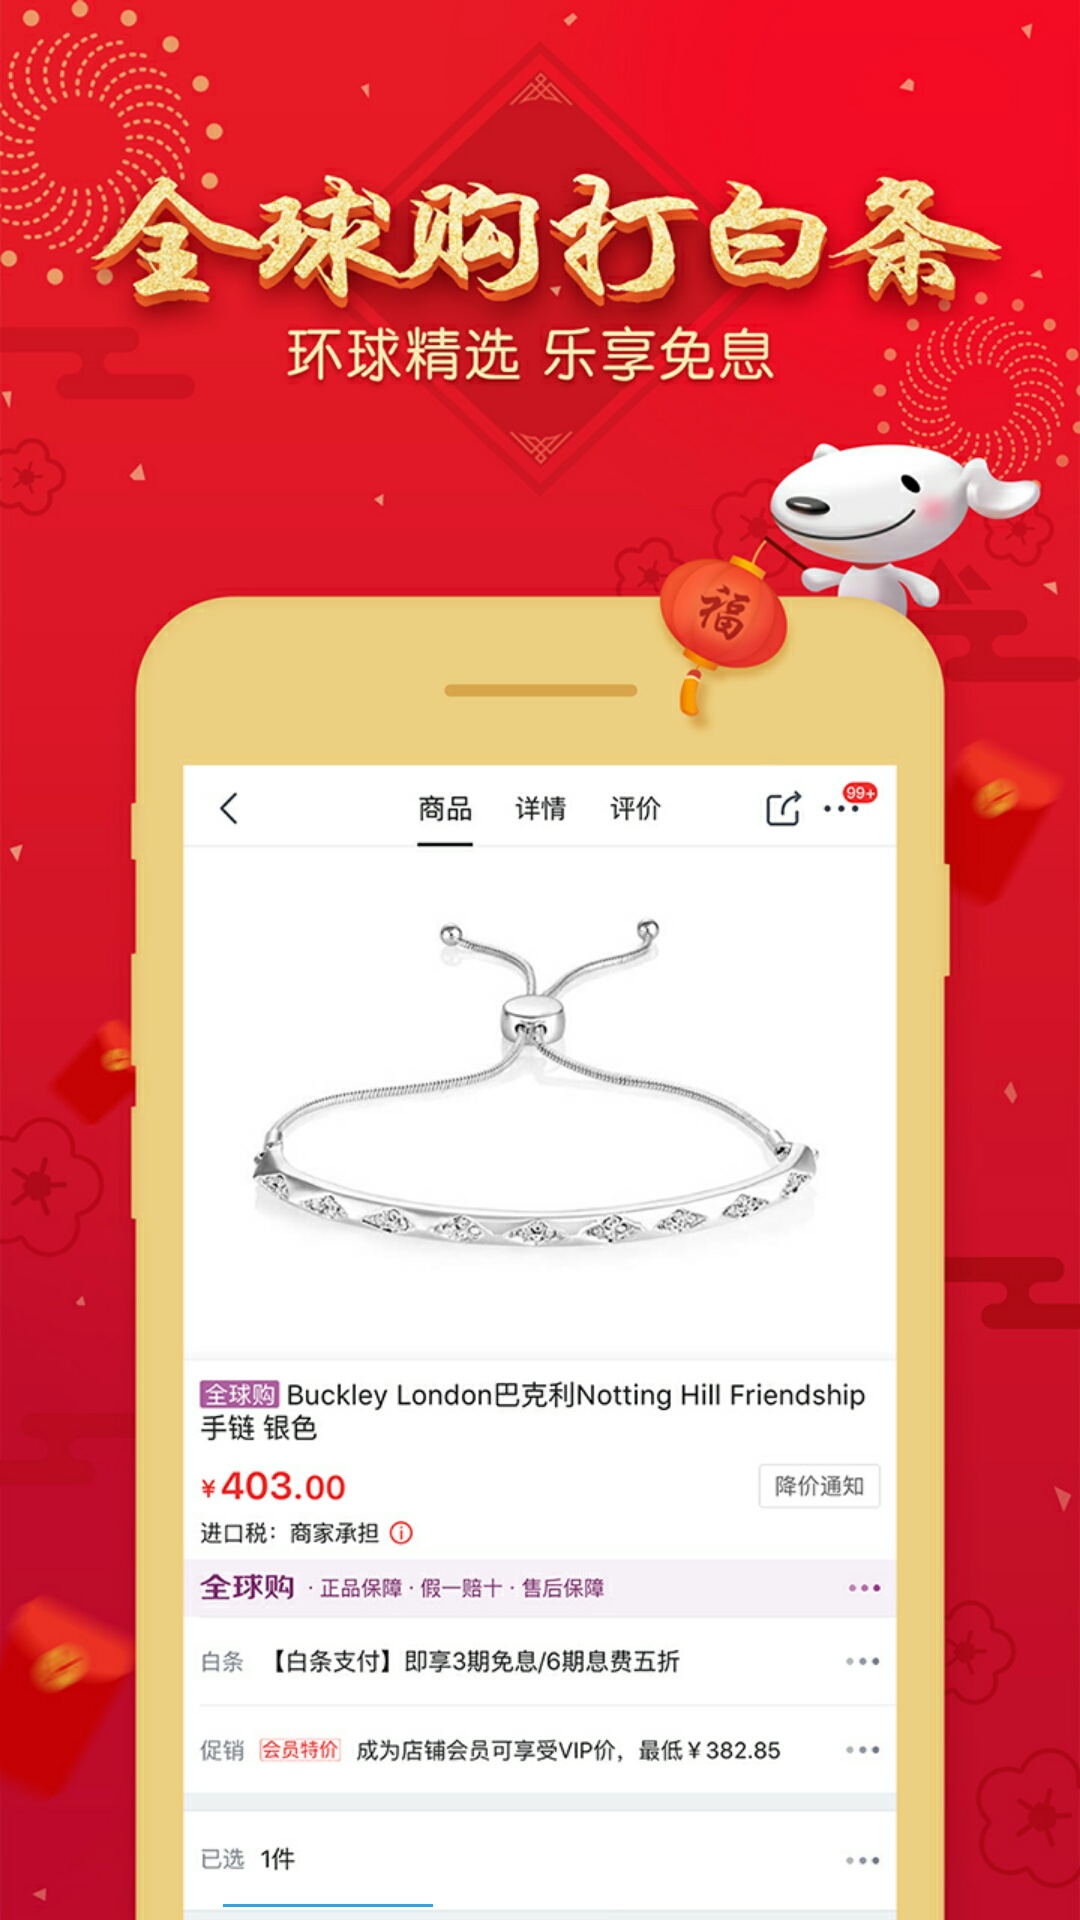 全球购打白条
环球精选 乐享免息
福
商品 详情 评价 99+
全球购 Buckley London巴克利Notting Hill Friendship
手链 银色
¥403.00 降价通知
进口税：商家承担
全球购 · 正品保障 · 假一赔十 · 售后保障
白条 【白条支付】即享3期免息/6期息费五折
促销 会员特价 成为店铺会员可享受VIP价，最低¥382.85
已选 1件